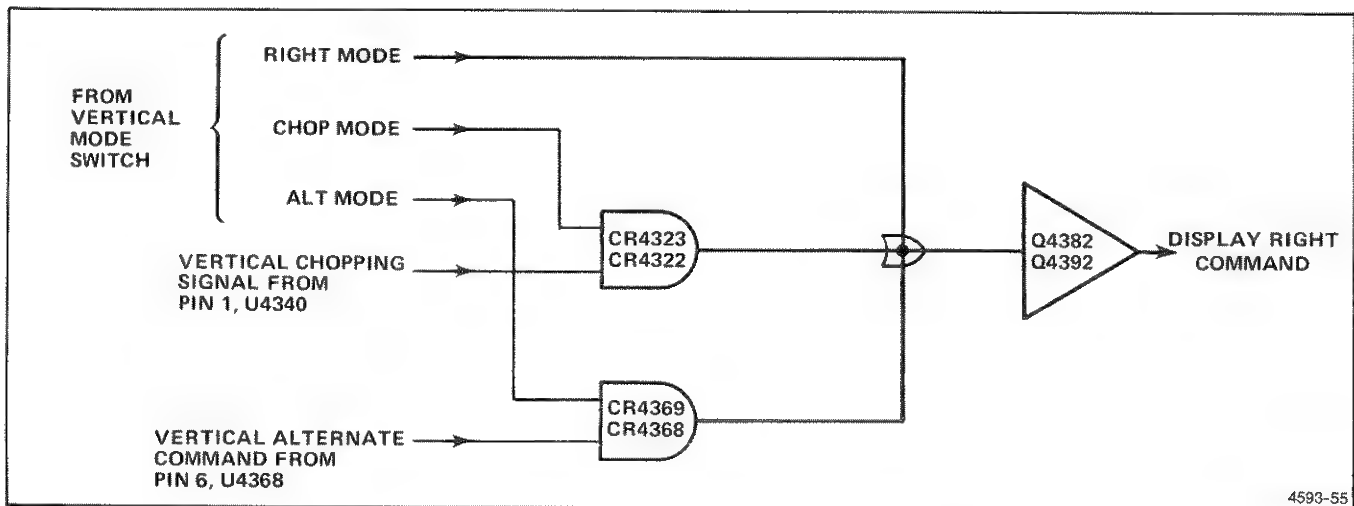 RIGHT MODE
FROM
VERTICAL
MODE
SWITCH
CHOP MODE
ALT MODE
VERTICAL CHOPPING
SIGNAL FROM
PIN 1, U4340
CR4323
CR4322
Q4382
Q4392
DISPLAY RIGHT
COMMAND
CR4369
CR4368
VERTICAL ALTERNATE
COMMAND FROM
PIN 6, U4368
4593-55